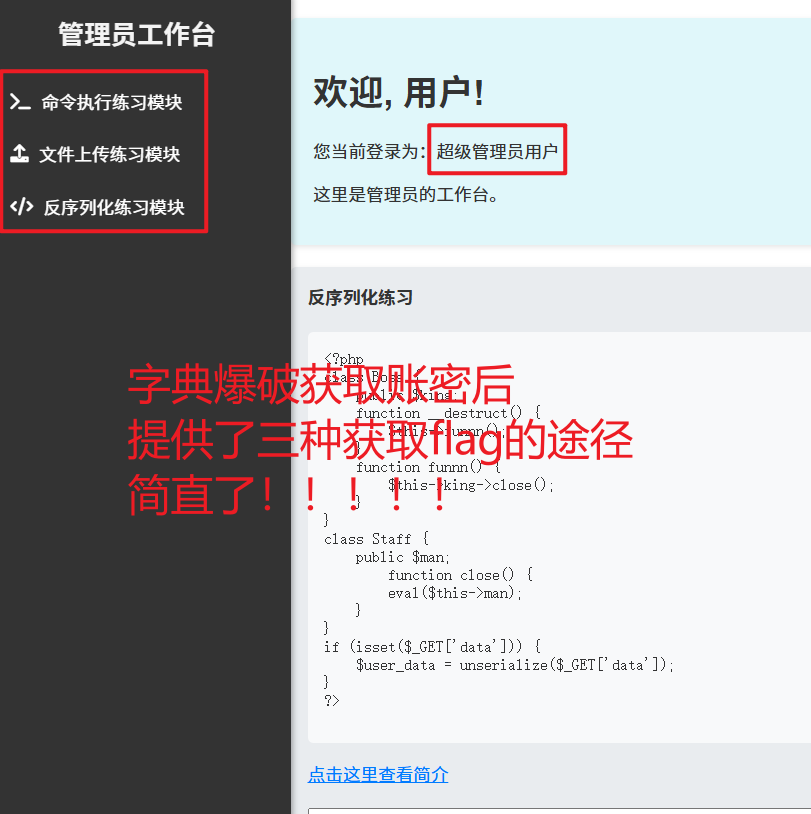 管理员工作台
命令执行练习模块
文件上传练习模块
反序列化练习模块
欢迎, 用户!
您当前登录为: 超级管理员用户
这里是管理员的工作台。
反序列化练习
<?php
class Boss {
public $king;
function __destruct() {
$this->funnn();
}
function funnn() {
$this->king->close();
}
}
class Staff {
public $man;
function close() {
eval($this->man);
}
}
if (isset($_GET['data'])) {
$user_data = unserialize($_GET['data']);
}
?>
字典爆破获取账密后
提供了三种获取flag的途径
简直了！！！！！
点击这里查看简介